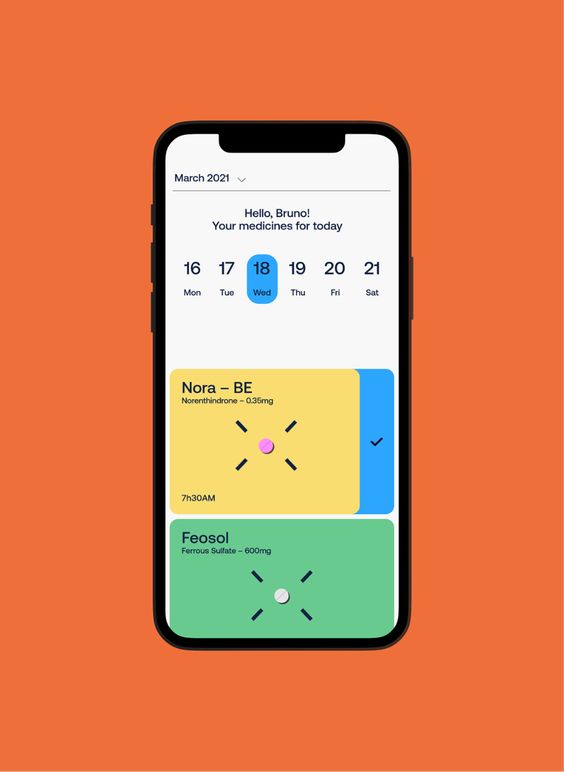 March 2021
Hello, Bruno!
Your medicines for today
16 17 18 19 20 21
Mon Tue Wed Thu Fri Sat
Nora – BE
Norenthindrone – 0.35mg
7h30AM
Feosol
Ferrous Sulfate – 600mg